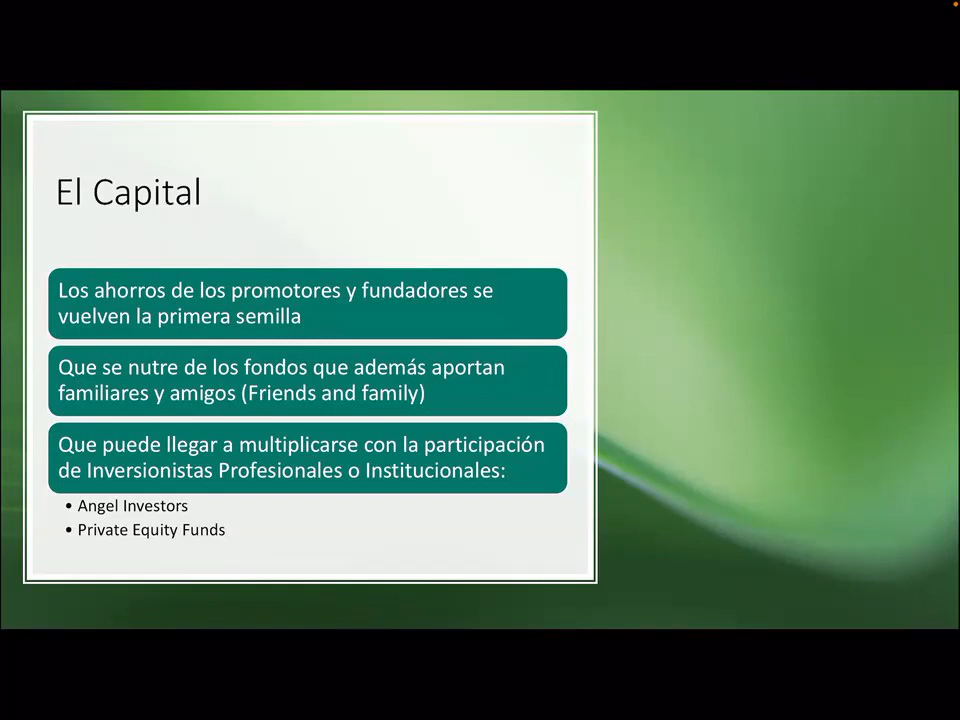 El Capital
Los ahorros de los promotores y fundadores se
vuelven la primera semilla
Que se nutre de los fondos que además aportan
familiares y amigos (Friends and family)
Que puede llegar a multiplicarse con la participación
de Inversionistas Profesionales o Institucionales:
• Angel Investors
• Private Equity Funds